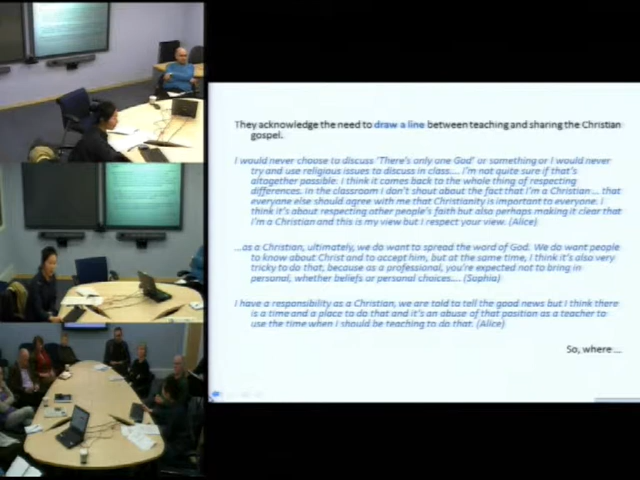 They acknowledge the need to draw a line between teaching and sharing the Christian
gospel.
I would never choose to discuss 'There's only one God' or something or I would never
try and use religious issues to discuss in class.... I'm not quite sure if that's
altogether possible. I think it comes back to the whole thing of respecting
differences. In the classroom I don't shout about the fact that I'm a Christian ... that
everyone else should agree with me that Christianity is important to everyone. I
think it's about respecting other people's faith but also perhaps making it clear that
I'm a Christian and this is my view but I respect your view. (Alice)
...as a Christian, ultimately, we do want to spread the word of God. We do want people
to know about Christ and to accept him, but at the same time, I think it's also very
tricky to do that, because as a professional, you're expected not to bring in
personal, whether beliefs or personal choices.... (Sophia)
I have a responsibility as a Christian, we are told to tell the good news but I think there
is a time and a place to do that and it's an abuse of that position as a teacher to
use the time when I should be teaching to do that. (Alice)
So, where ...